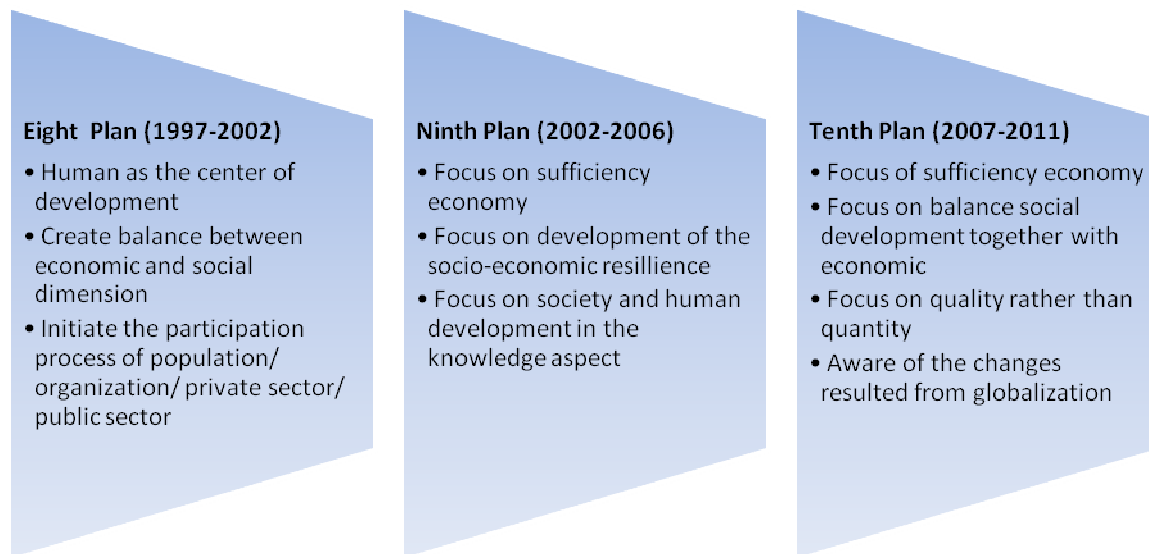 Eight  Plan (1997-2002)
• Human as the center of
development
• Create balance between
economic and social
dimension
• Initiate the participation
process of population/
organization/ private sector/
public sector
Ninth Plan (2002-2006)
• Focus on sufficiency
economy
• Focus on development of the
socio-economic resillience
• Focus on society and human
development in the
knowledge aspect
Tenth Plan (2007-2011)
• Focus of sufficiency economy
• Focus on balance social
development together with
economic
• Focus on quality rather than
quantity
• Aware of the changes
resulted from globalization